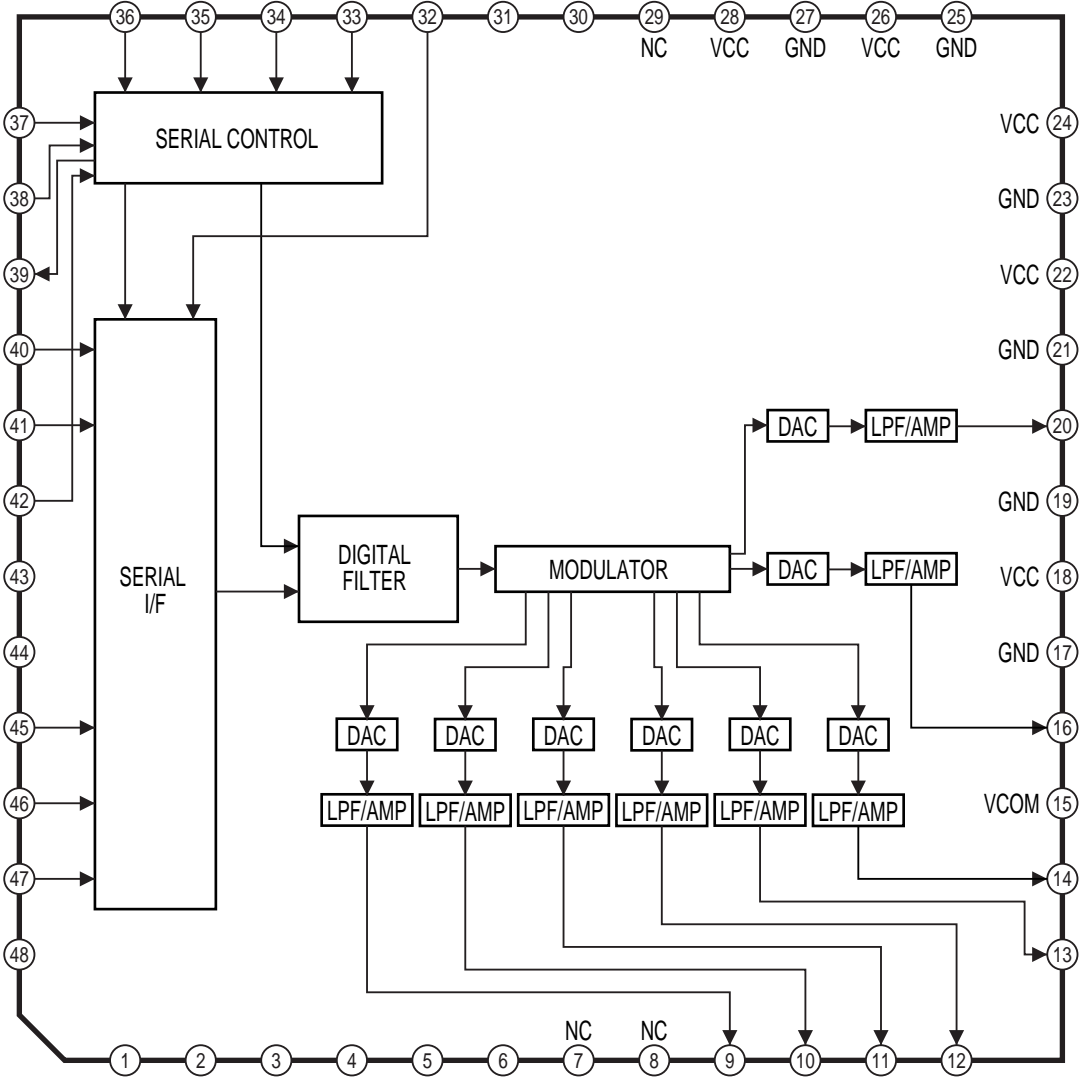 36 35 34 33 32 31 30 29 28 27 26 25
NC VCC GND VCC GND
37
SERIAL CONTROL
VCC 24
38
GND 23
39
VCC 22
40
GND 21
41
DAC LPF/AMP 20
42
GND 19
43
SERIAL
I/F
DIGITAL
FILTER
MODULATOR
DAC LPF/AMP
VCC 18
44
GND 17
45
DAC DAC DAC DAC DAC DAC
16
46
LPF/AMP LPF/AMP LPF/AMP LPF/AMP LPF/AMP LPF/AMP
VCOM 15
47
14
48
13
NC NC
1 2 3 4 5 6 7 8 9 10 11 12